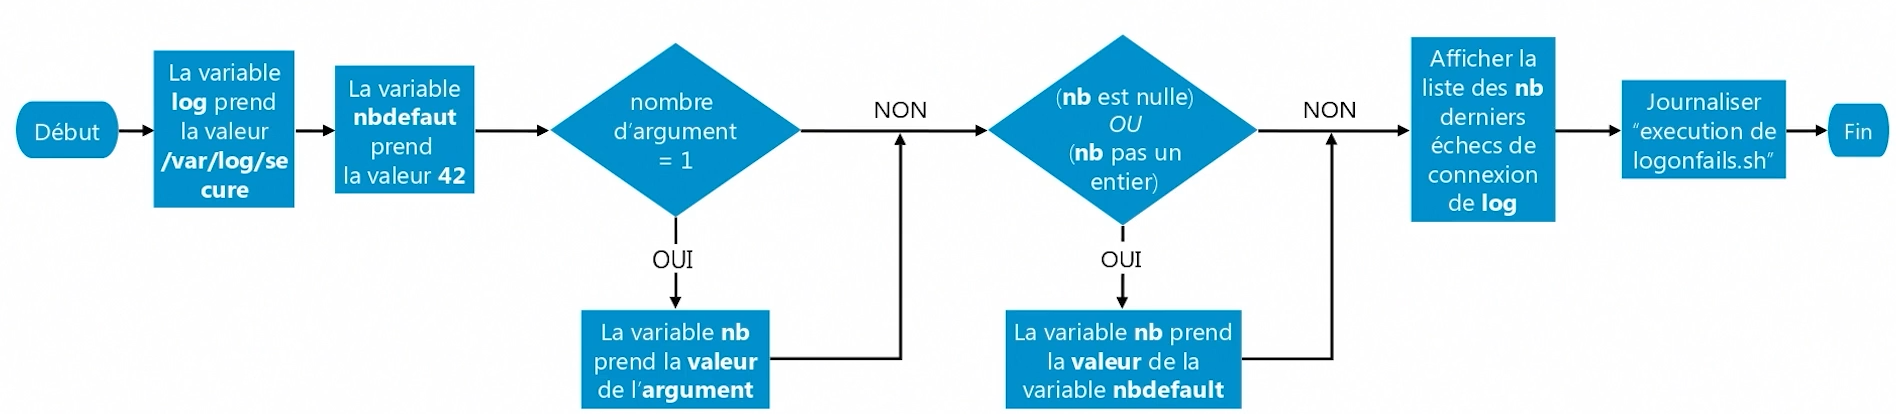 Début
La variable
log prend
la valeur
/var/log/se
cure
La variable
nbdefaut
prend
la valeur 42
nombre
d’argument
= 1
NON
OUI
La variable nb
prend la valeur
de l’argument
(nb est nulle)
OU
(nb pas un
entier)
NON
OUI
La variable nb prend
la valeur de la
variable nbdefault
Afficher la
liste des nb
derniers
échecs de
connexion
de log
Journaliser
“execution de
logonfails.sh”
Fin